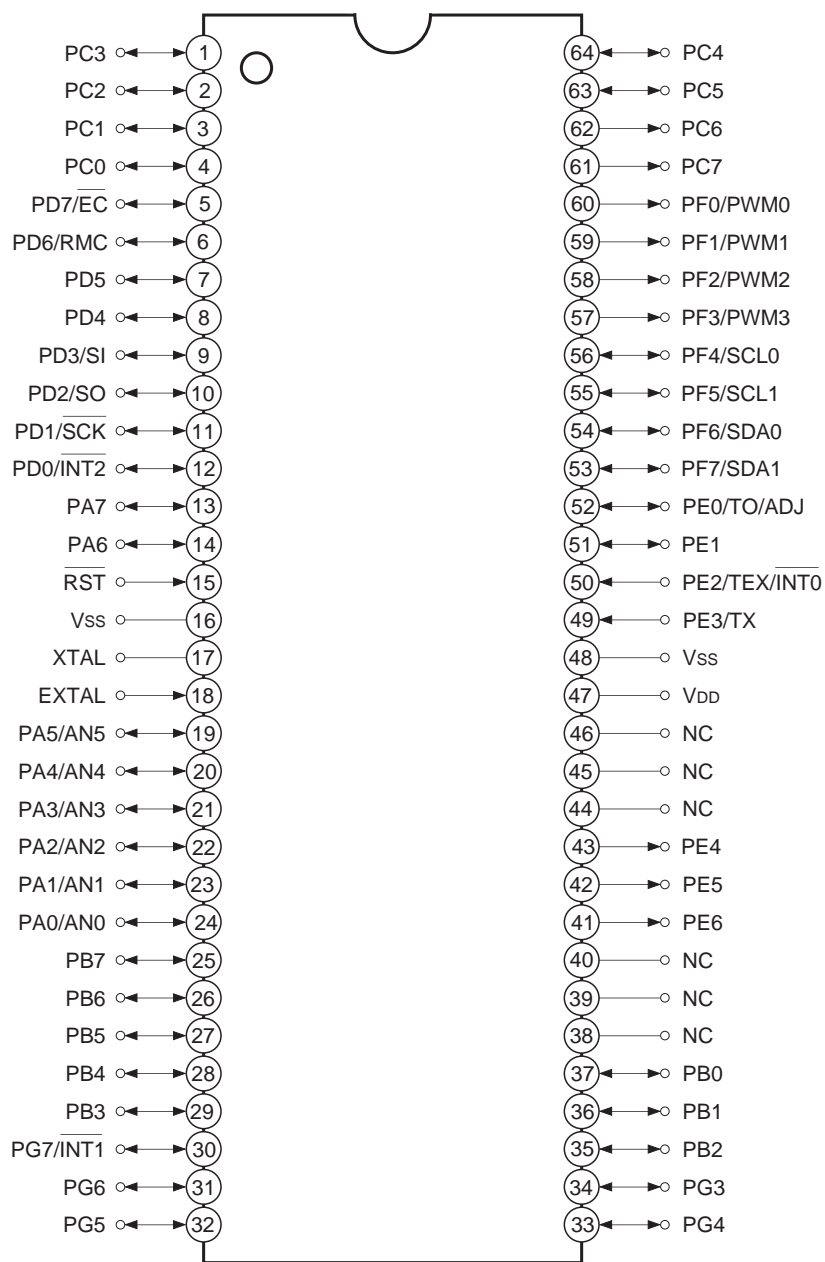 PC3 1 64 PC4
PC2 2 63 PC5
PC1 3 62 PC6
PC0 4 61 PC7
PD7/E̅C̅ 5 60 PF0/PWM0
PD6/RMC 6 59 PF1/PWM1
PD5 7 58 PF2/PWM2
PD4 8 57 PF3/PWM3
PD3/SI 9 56 PF4/SCL0
PD2/SO 10 55 PF5/SCL1
PD1/S̅C̅K̅ 11 54 PF6/SDA0
PD0/I̅N̅T̅2̅ 12 53 PF7/SDA1
PA7 13 52 PE0/TO/ADJ
PA6 14 51 PE1
R̅S̅T̅ 15 50 PE2/TEX/I̅N̅T̅0̅
Vss 16 49 PE3/TX
XTAL 17 48 Vss
EXTAL 18 47 VDD
PA5/AN5 19 46 NC
PA4/AN4 20 45 NC
PA3/AN3 21 44 NC
PA2/AN2 22 43 PE4
PA1/AN1 23 42 PE5
PA0/AN0 24 41 PE6
PB7 25 40 NC
PB6 26 39 NC
PB5 27 38 NC
PB4 28 37 PB0
PB3 29 36 PB1
PG7/I̅N̅T̅1̅ 30 35 PB2
PG6 31 34 PG3
PG5 32 33 PG4